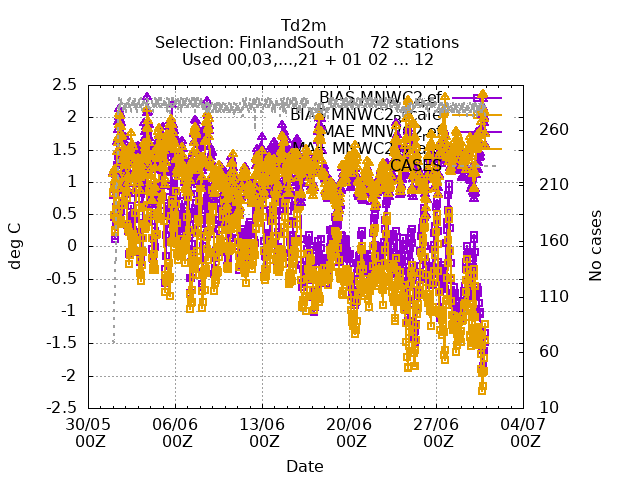 Td2m
Selection: FinlandSouth 72 stations
Used 00,03,...,21 + 01 02 ... 12
deg C
2.5
2
1.5
1
0.5
0
-0.5
-1
-1.5
-2
-2.5
BIAS MNWC2
CASES
260
210
160
110
60
10
No cases
30/05 06/06 13/06 20/06 27/06 04/07
00Z 00Z 00Z 00Z 00Z 00Z
Date